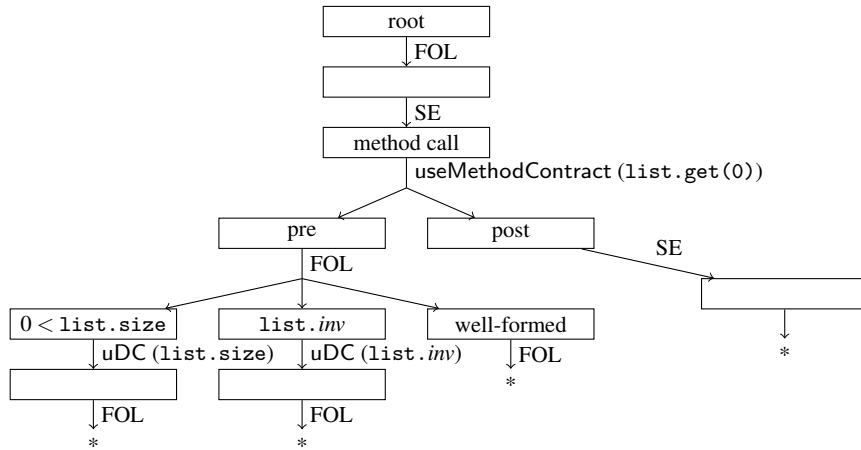 root
FOL
SE
method call
useMethodContract (list.get(0))
pre
post
FOL
SE
0 < list.size
list.inv
well-formed
uDC (list.size)
uDC (list.inv)
FOL
*
*
FOL
FOL
*
*